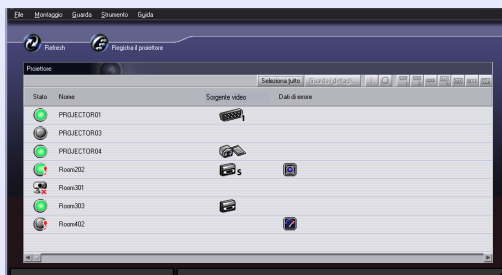 File Montaggio Guarda Strumento Guida
Refresh Registra il proiettore
Proiettore
Seleziona tutto Guarda i dettagli
Stato Nome Sorgente video Dati di errore
PROJECTOR01 1
PROJECTOR03
PROJECTOR04
Room202 S
Room301
Room303
Room402